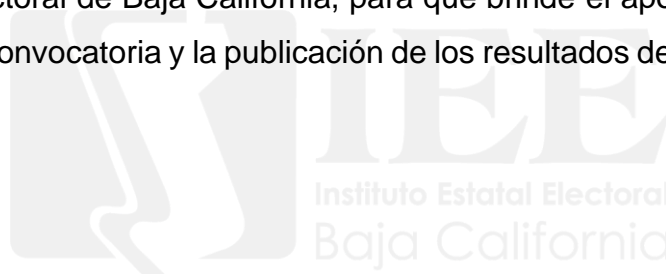 ctoral de Baja California, para que brinde el apo
onvocatoria y la publicación de los resultados de
IEE
Instituto Estatal Electoral
Baja California